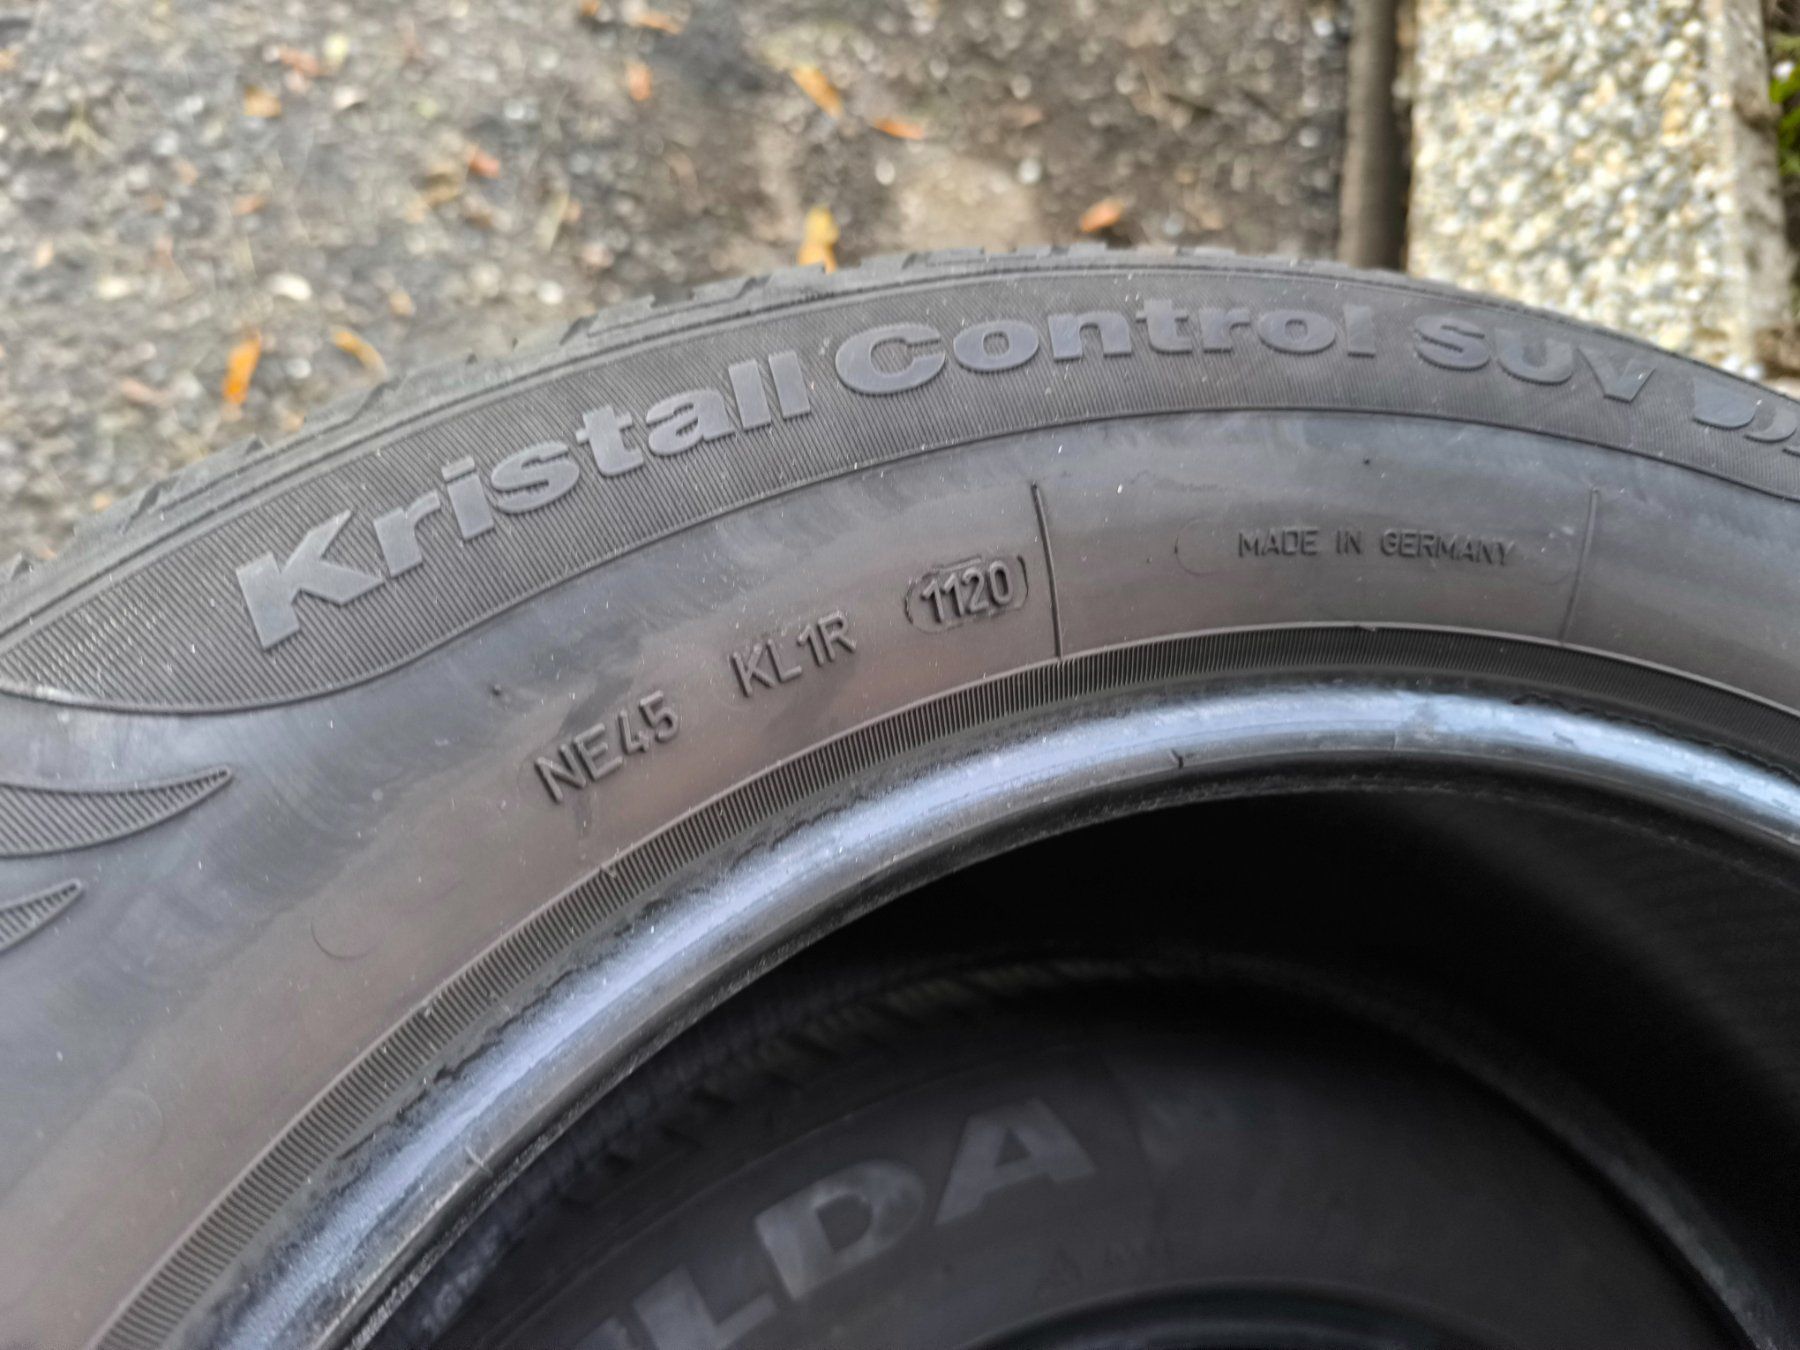 Kristall Control SUV
NE45 KL1R 1120
MADE IN GERMANY